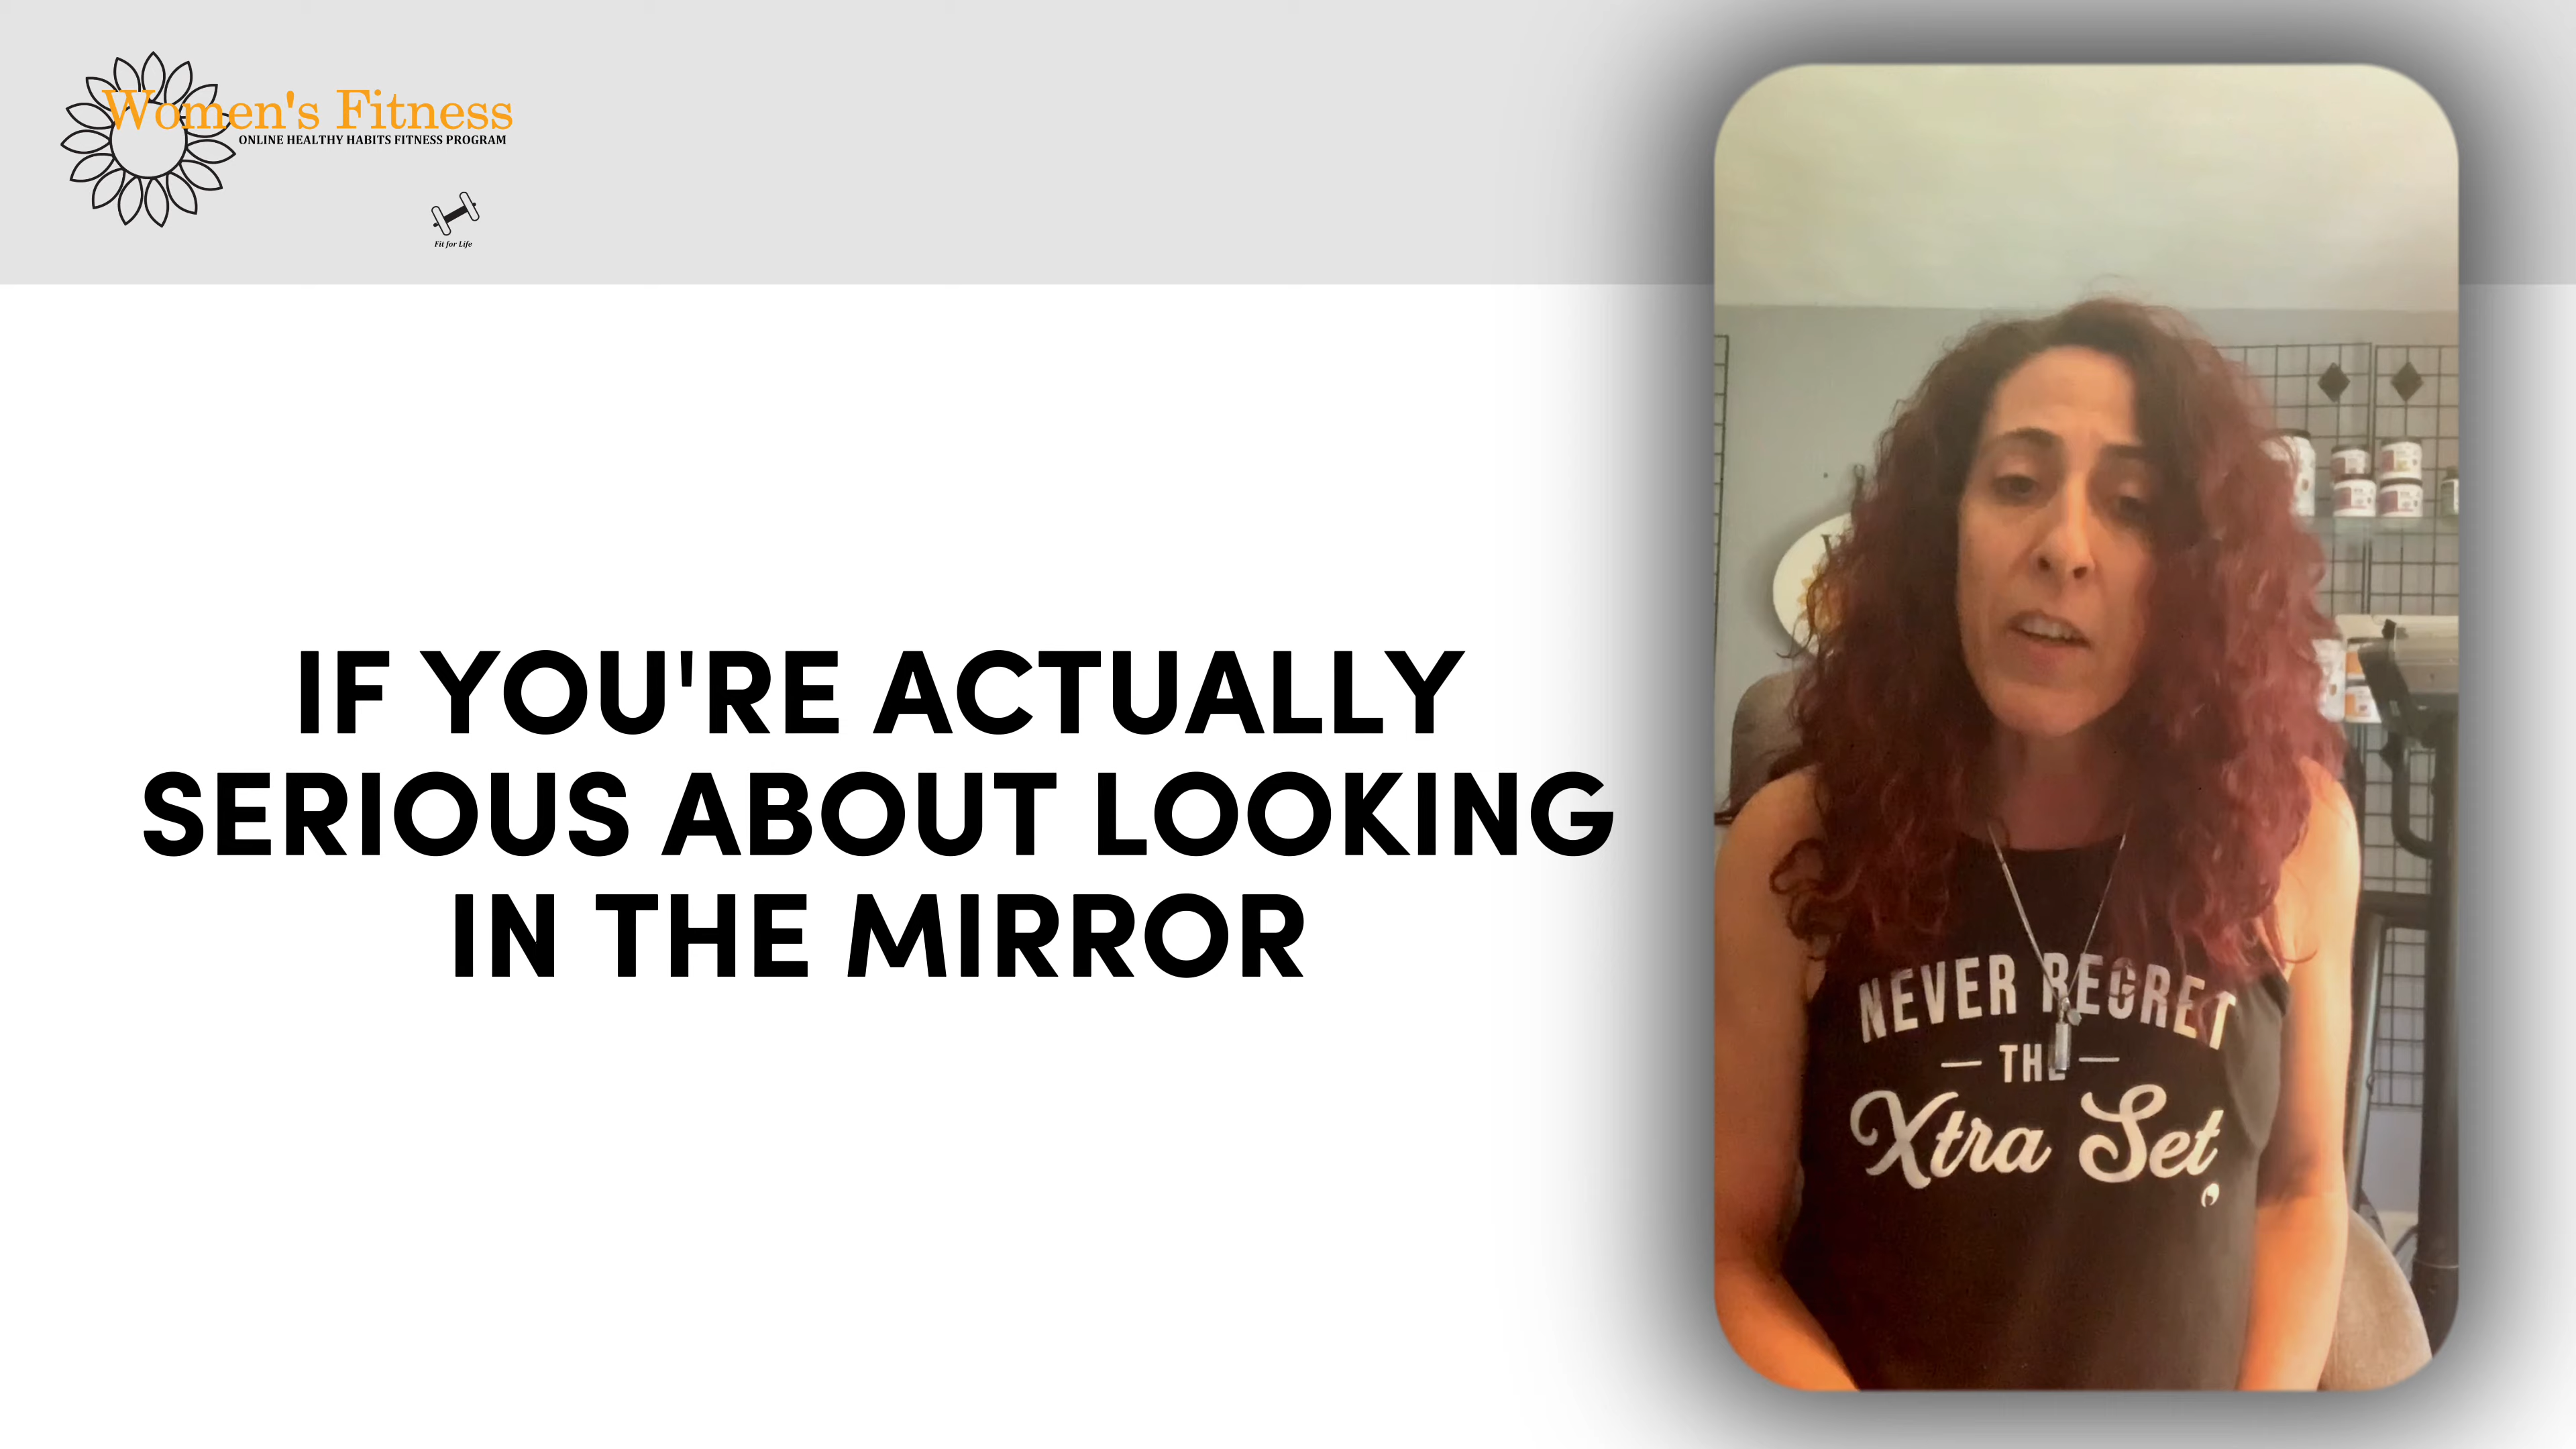 Women's Fitness
ONLINE HEALTHY HABITS FITNESS PROGRAM
Fit for Life
IF YOU'RE ACTUALLY
SERIOUS ABOUT LOOKING
IN THE MIRROR
NEVER REGRET
— THE —
Xtra Set